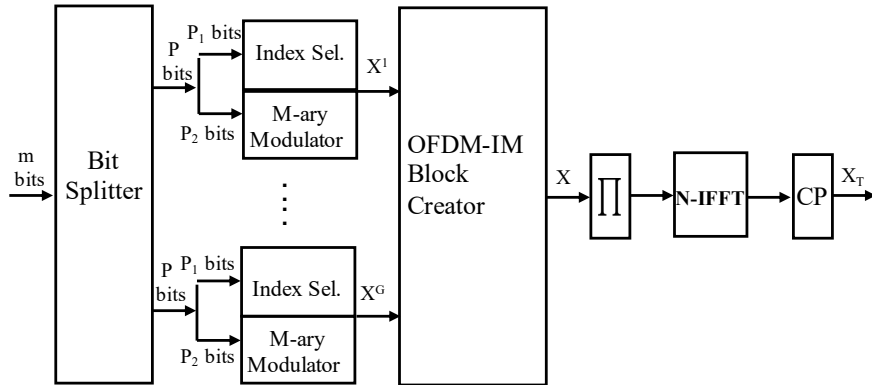 m
bits
Bit
Splitter
P
bits
P₁ bits
P₂ bits
Index Sel.
M-ary
Modulator
X¹
P
bits
P₁ bits
P₂ bits
Index Sel.
M-ary
Modulator
Xᴳ
OFDM-IM
Block
Creator
X
∏
N-IFFT
CP
X_T